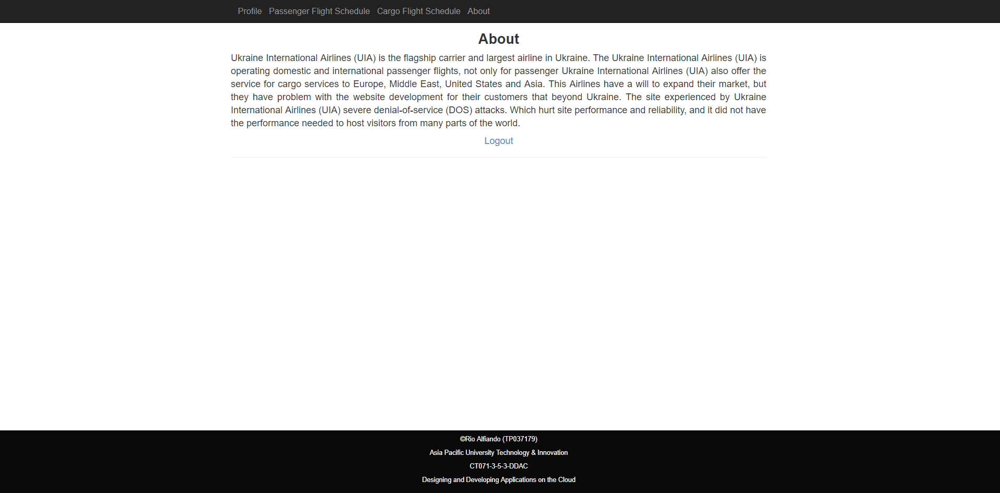 Profile Passenger Flight Schedule Cargo Flight Schedule About
About
Ukraine International Airlines (UIA) is the flagship carrier and largest airline in Ukraine. The Ukraine International Airlines (UIA) is
operating domestic and international passenger flights, not only for passenger Ukraine International Airlines (UIA) also offer the
service for cargo services to Europe, Middle East, United States and Asia. This Airlines have a will to expand their market, but
they have problem with the website development for their customers that beyond Ukraine. The site experienced by Ukraine
International Airlines (UIA) severe denial-of-service (DOS) attacks. Which hurt site performance and reliability, and it did not have
the performance needed to host visitors from many parts of the world.
Logout
©Rio Alfiando (TP037179)
Asia Pacific University Technology & Innovation
CT071-3-5-3-DDAC
Designing and Developing Applications on the Cloud